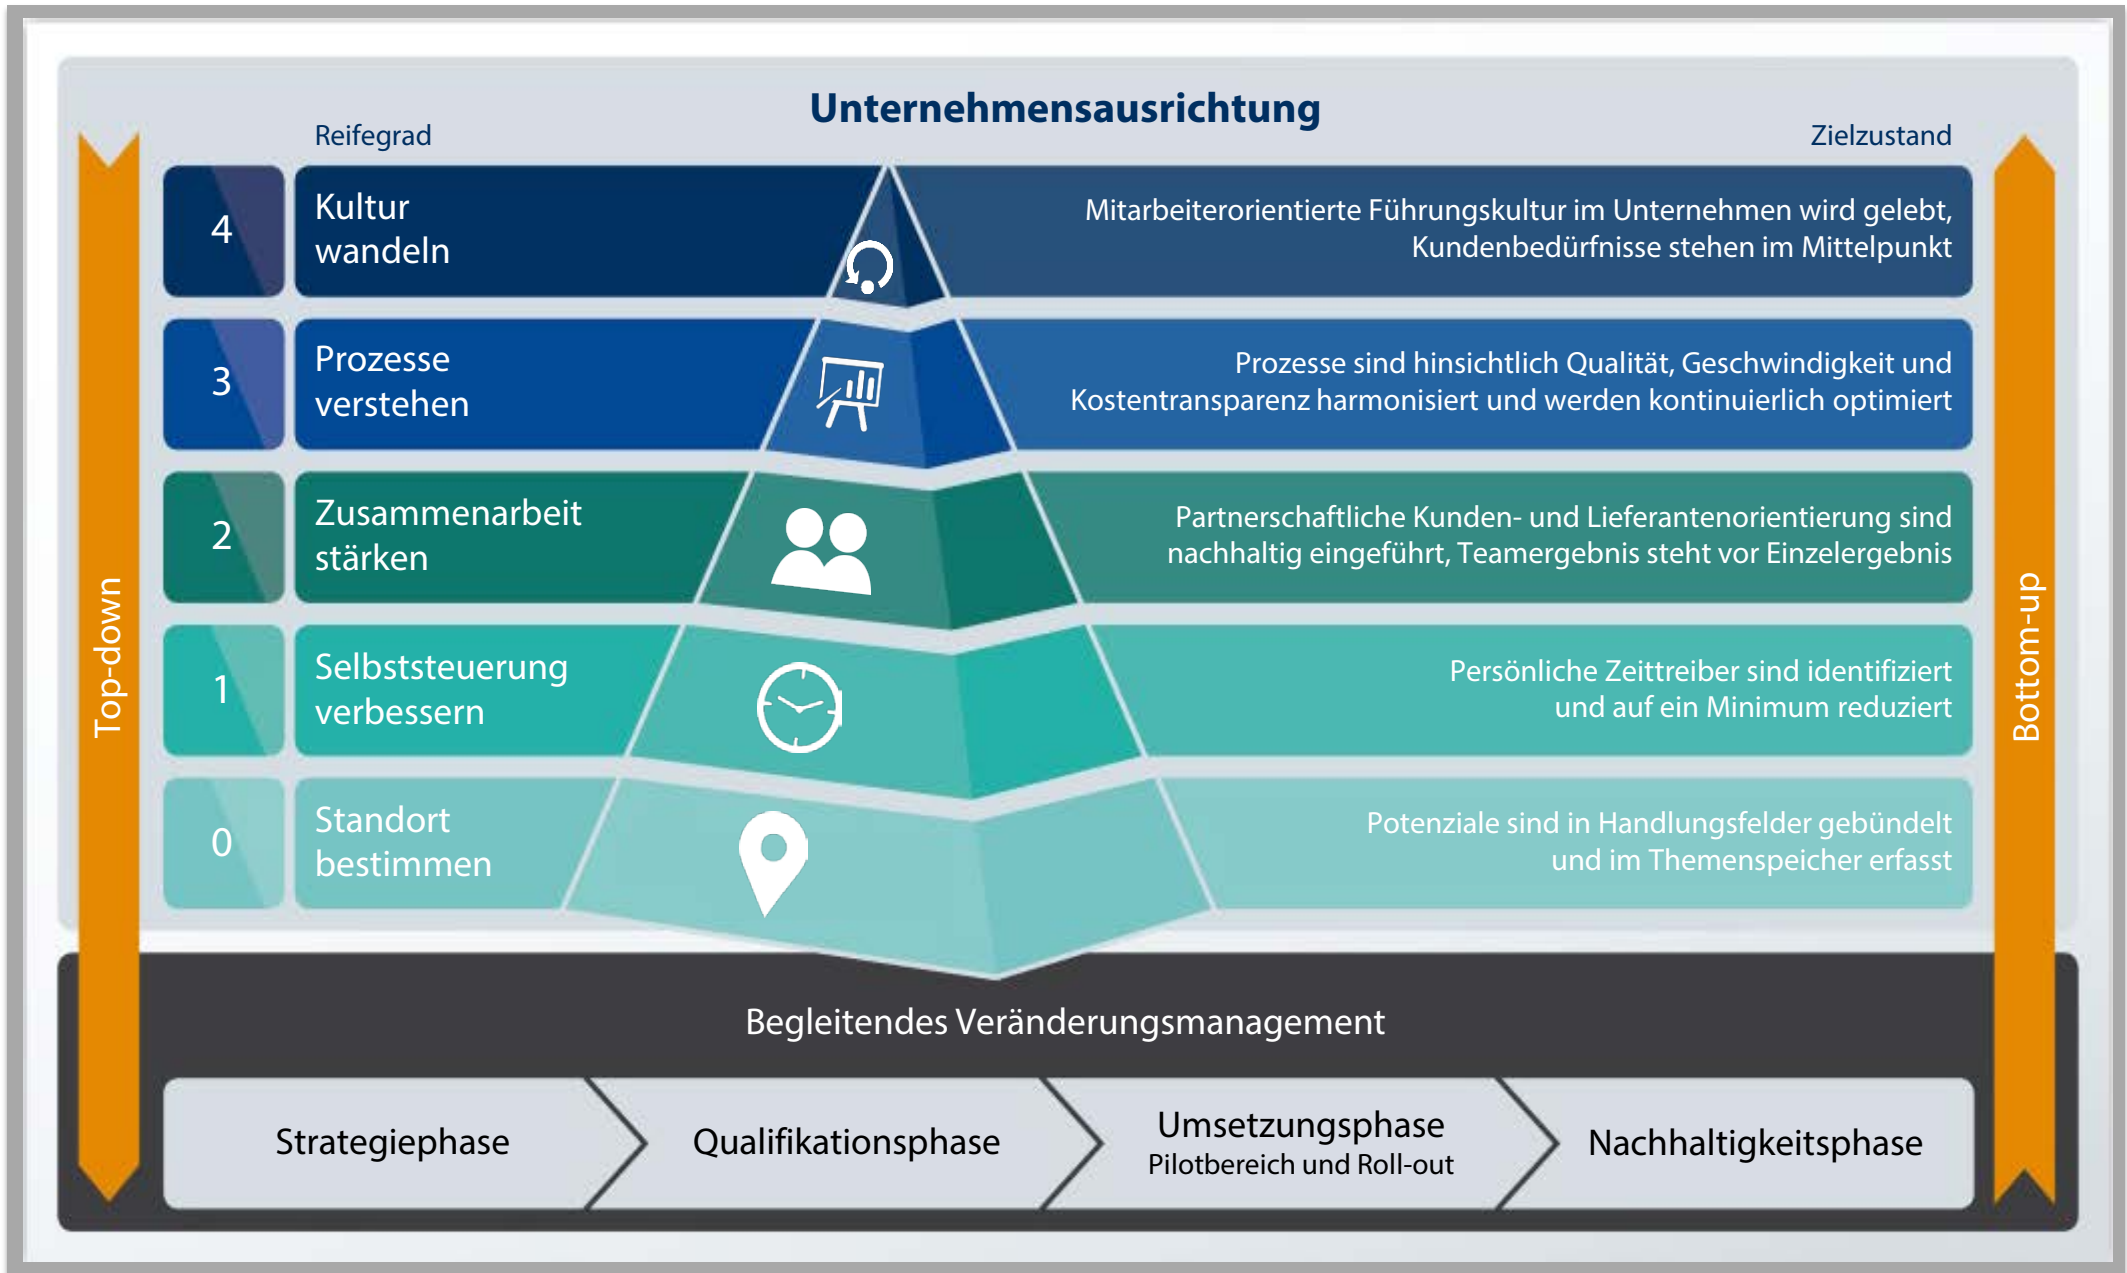 Unternehmensausrichtung
Reifegrad
Zielzustand
4
Kultur
wandeln
Mitarbeiterorientierte Führungskultur im Unternehmen wird gelebt,
Kundenbedürfnisse stehen im Mittelpunkt
3
Prozesse
verstehen
Prozesse sind hinsichtlich Qualität, Geschwindigkeit und
Kostentransparenz harmonisiert und werden kontinuierlich optimiert
2
Zusammenarbeit
stärken
Partnerschaftliche Kunden- und Lieferantenorientierung sind
nachhaltig eingeführt, Teamergebnis steht vor Einzelergebnis
1
Selbststeuerung
verbessern
Persönliche Zeittreiber sind identifiziert
und auf ein Minimum reduziert
0
Standort
bestimmen
Potenziale sind in Handlungsfelder gebündelt
und im Themenspeicher erfasst
Top-down
Bottom-up
Begleitendes Veränderungsmanagement
Strategiephase
Qualifikationsphase
Umsetzungsphase
Pilotbereich und Roll-out
Nachhaltigkeitsphase